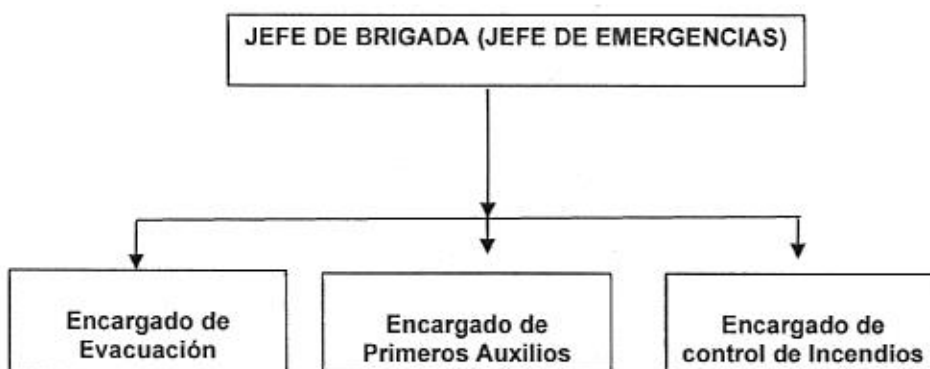 JEFE DE BRIGADA (JEFE DE EMERGENCIAS)
Encargado de
Evacuación
Encargado de
Primeros Auxilios
Encargado de
control de Incendios